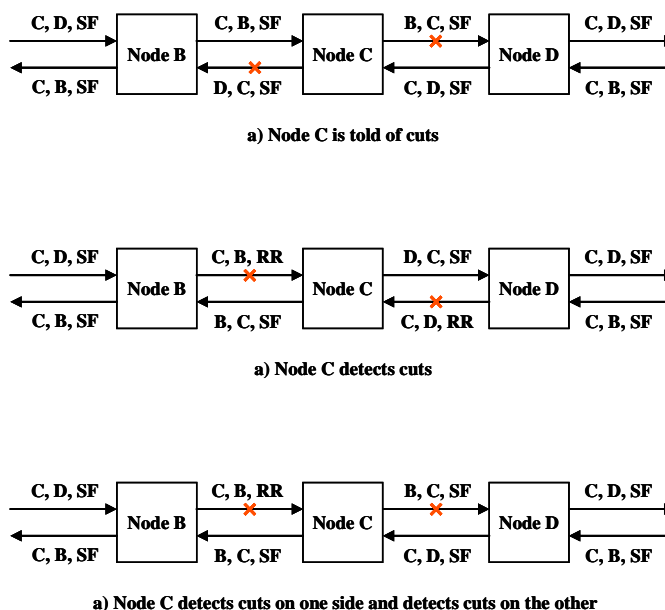 C, D, SF C, B, SF B, C, SF C, D, SF
Node B Node C Node D
C, B, SF D, C, SF C, D, SF C, B, SF
a) Node C is told of cuts
C, D, SF C, B, RR D, C, SF C, D, SF
Node B Node C Node D
C, B, SF B, C, SF C, D, RR C, B, SF
a) Node C detects cuts
C, D, SF C, B, RR B, C, SF C, D, SF
Node B Node C Node D
C, B, SF B, C, SF C, D, SF C, B, SF
a) Node C detects cuts on one side and detects cuts on the other